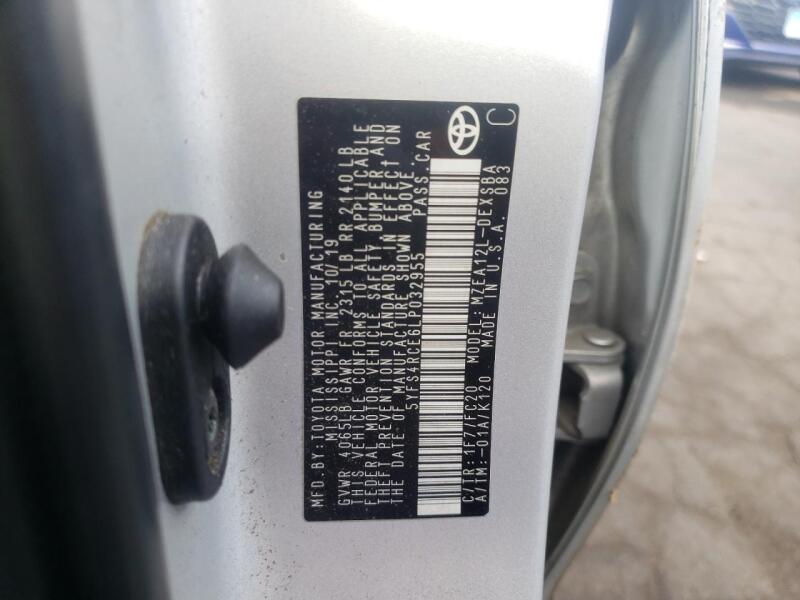 MFD.BY:TOYOTA MOTOR MANUFACTURING
MISSISSIPPI INC. 10/19
GVWR 4065LB GAWR FR 2315 LB RR 2140 LB
THIS VEHICLE CONFORMS TO ALL APPLICABLE
FEDERAL MOTOR VEHICLE SAFETY, BUMPER, AND
THEFT PREVENTION STANDARDS IN EFFECT ON
THE DATE OF MANUFACTURE SHOWN ABOVE.
5YFS4RCE6LP032955 PASS.CAR
C/TR: 1F7/FC20 MODEL: MZEA12L-DEXSBA
A/TM:-01A/K120 MADE IN U.S.A. 083
C